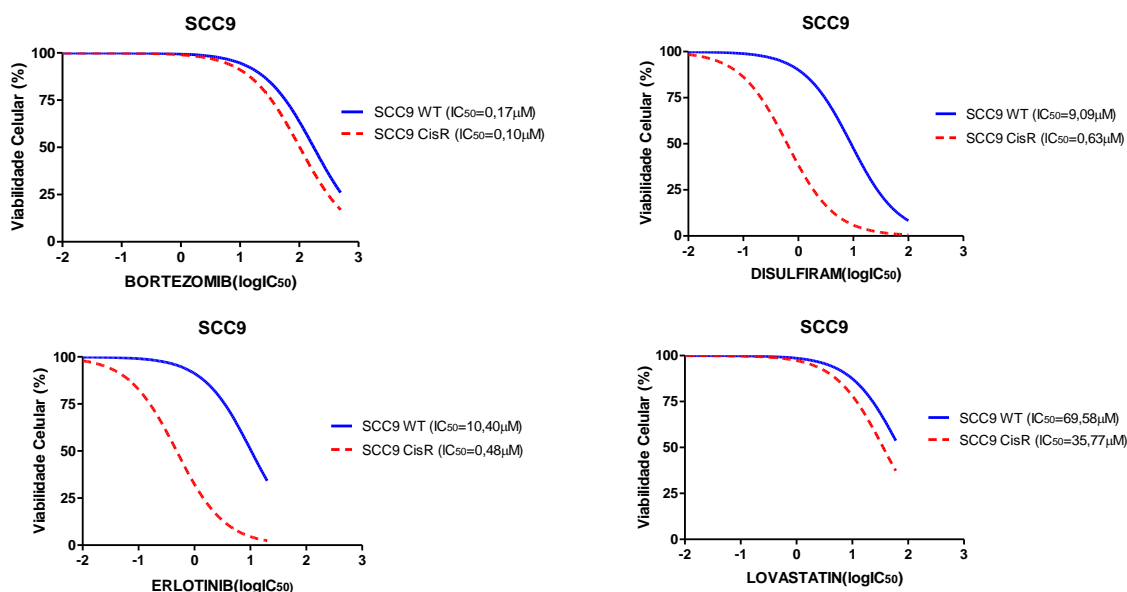 SCC9
Viabilidade Celular (%)
100
75
50
25
0
-2
-1
0
1
2
3
BORTEZOMIB(logIC50)
SCC9 WT (IC50=0,17µM)
SCC9 CisR (IC50=0,10µM)
SCC9
Viabilidade Celular (%)
100
75
50
25
0
-2
-1
0
1
2
3
DISULFIRAM(logIC50)
SCC9 WT (IC50=9,09µM)
SCC9 CisR (IC50=0,63µM)
SCC9
Viabilidade Celular (%)
100
75
50
25
0
-2
-1
0
1
2
3
ERLOTINIB(logIC50)
SCC9 WT (IC50=10,40µM)
SCC9 CisR (IC50=0,48µM)
SCC9
Viabilidade Celular (%)
100
75
50
25
0
-2
-1
0
1
2
3
LOVASTATIN(logIC50)
SCC9 WT (IC50=69,58µM)
SCC9 CisR (IC50=35,77µM)